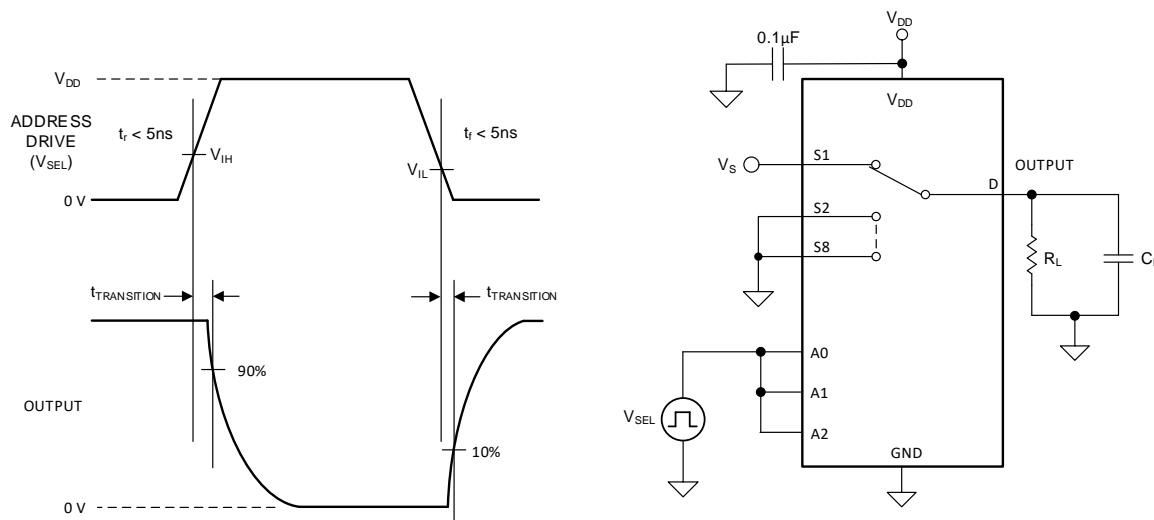 VDD
ADDRESS
DRIVE
(VSEL)
tr < 5ns
VIH
tf < 5ns
VIL
0 V
tTRANSITION
tTRANSITION
90%
OUTPUT
10%
0 V
VDD
0.1µF
VDD
VS
S1
OUTPUT
D
S2
S8
RL
A0
A1
VSEL
A2
GND